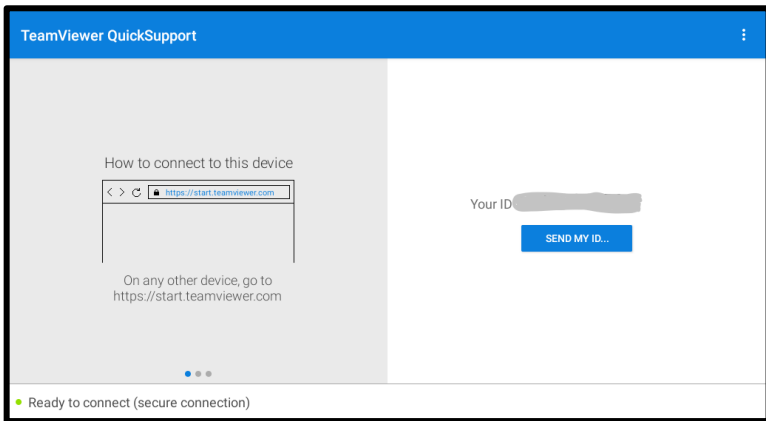 TeamViewer QuickSupport
How to connect to this device
https://start.teamviewer.com
On any other device, go to
https://start.teamviewer.com
Your ID
SEND MY ID...
Ready to connect (secure connection)